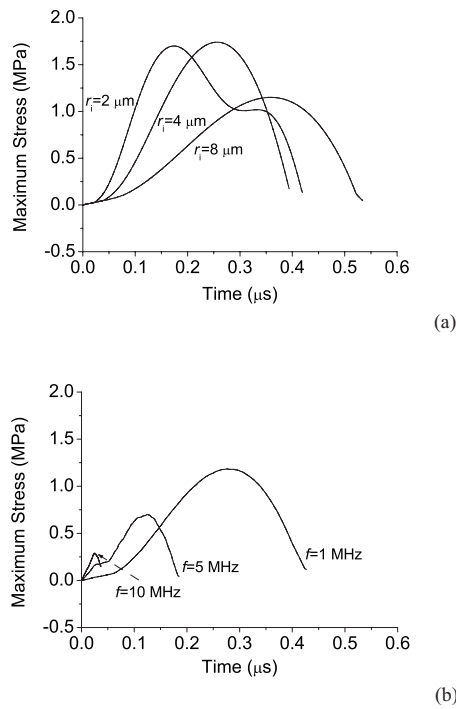 2.0
1.5
1.0
0.5
0.0
-0.5
Maximum Stress (MPa)
rᵢ=2 μm
rᵢ=4 μm
rᵢ=8 μm
0.0 0.1 0.2 0.3 0.4 0.5 0.6
Time (μs)
(a)
2.0
1.5
1.0
0.5
0.0
-0.5
Maximum Stress (MPa)
f=1 MHz
f=5 MHz
f=10 MHz
0.0 0.1 0.2 0.3 0.4 0.5 0.6
Time (μs)
(b)